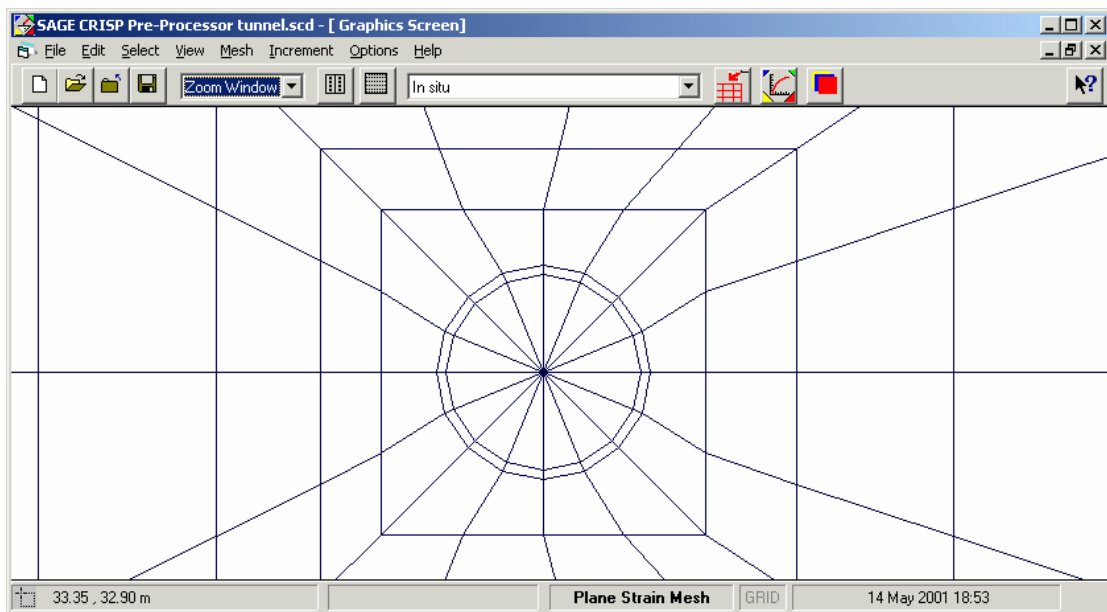 SAGE CRISP Pre-Processor tunnel.scd - [ Graphics Screen]
File Edit Select View Mesh Increment Options Help
Zoom Window In situ
33.35 , 32.90 m Plane Strain Mesh GRID 14 May 2001 18:53